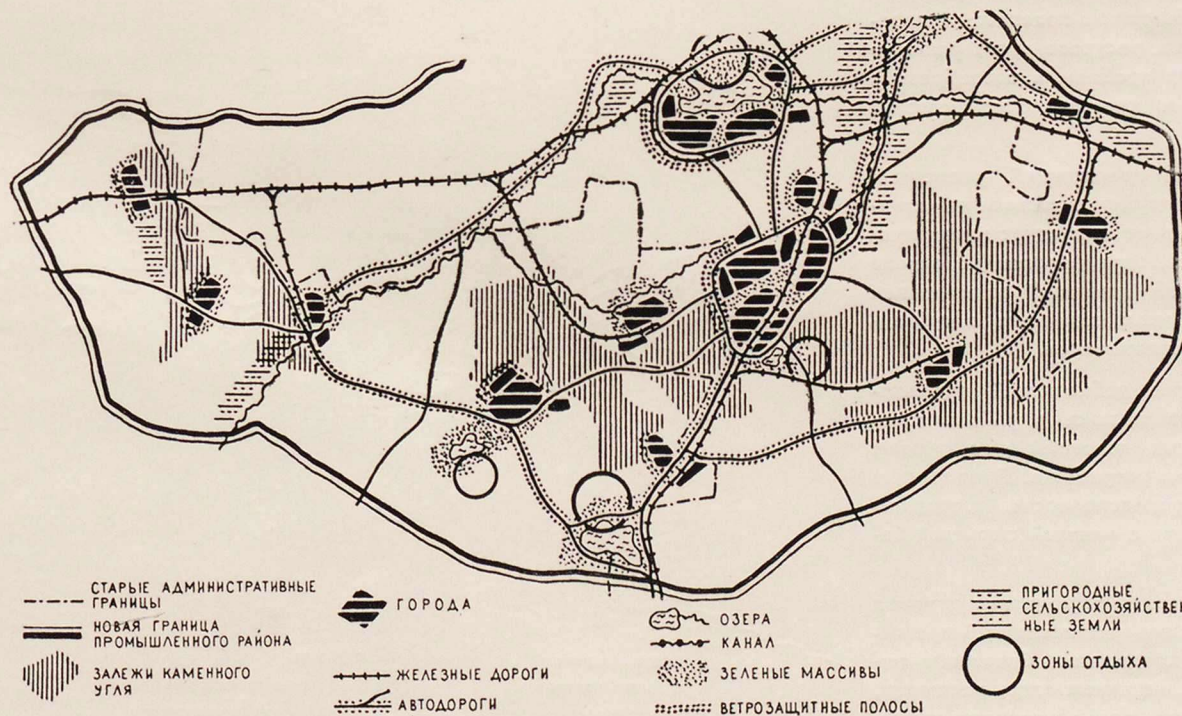 СТАРЫЕ АДМИНИСТРАТИВНЫЕ
ГРАНИЦЫ
НОВАЯ ГРАНИЦА
ПРОМЫШЛЕННОГО РАЙОНА
ЗАЛЕЖИ КАМЕННОГО
УГЛЯ
ГОРОДА
ЖЕЛЕЗНЫЕ ДОРОГИ
АВТОДОРОГИ
ОЗЕРА
КАНАЛ
ЗЕЛЕНЫЕ МАССИВЫ
ВЕТРОЗАЩИТНЫЕ ПОЛОСЫ
ПРИГОРОДНЫЕ
СЕЛЬСКОХОЗЯЙСТВЕН
НЫЕ ЗЕМЛИ
ЗОНЫ ОТДЫХА